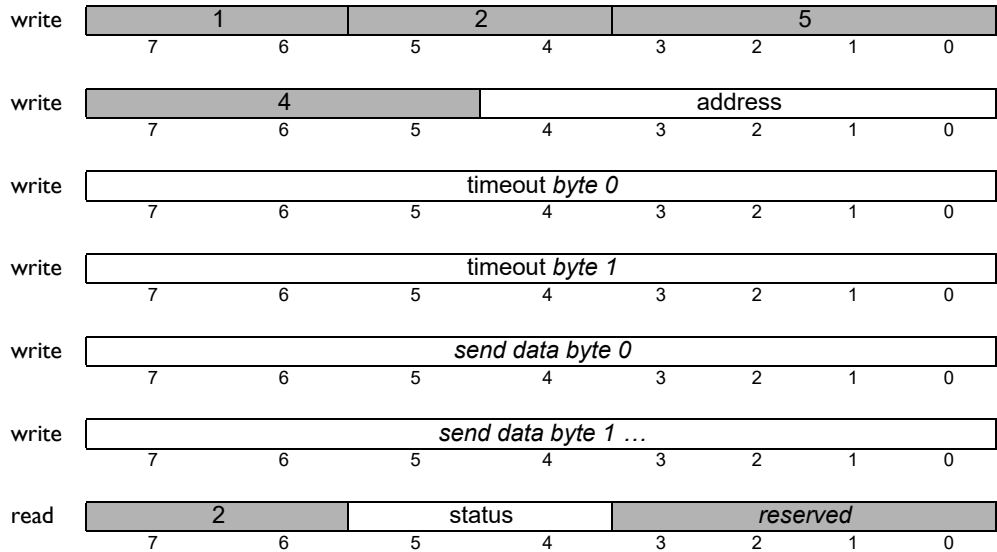 write 1 2 5
7 6 5 4 3 2 1 0
write 4 address
7 6 5 4 3 2 1 0
write timeout byte 0
7 6 5 4 3 2 1 0
write timeout byte 1
7 6 5 4 3 2 1 0
write send data byte 0
7 6 5 4 3 2 1 0
write send data byte 1 …
7 6 5 4 3 2 1 0
read 2 status reserved
7 6 5 4 3 2 1 0